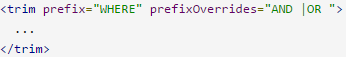 <trim prefix="WHERE" prefixOverrides="AND |OR ">
...
</trim>